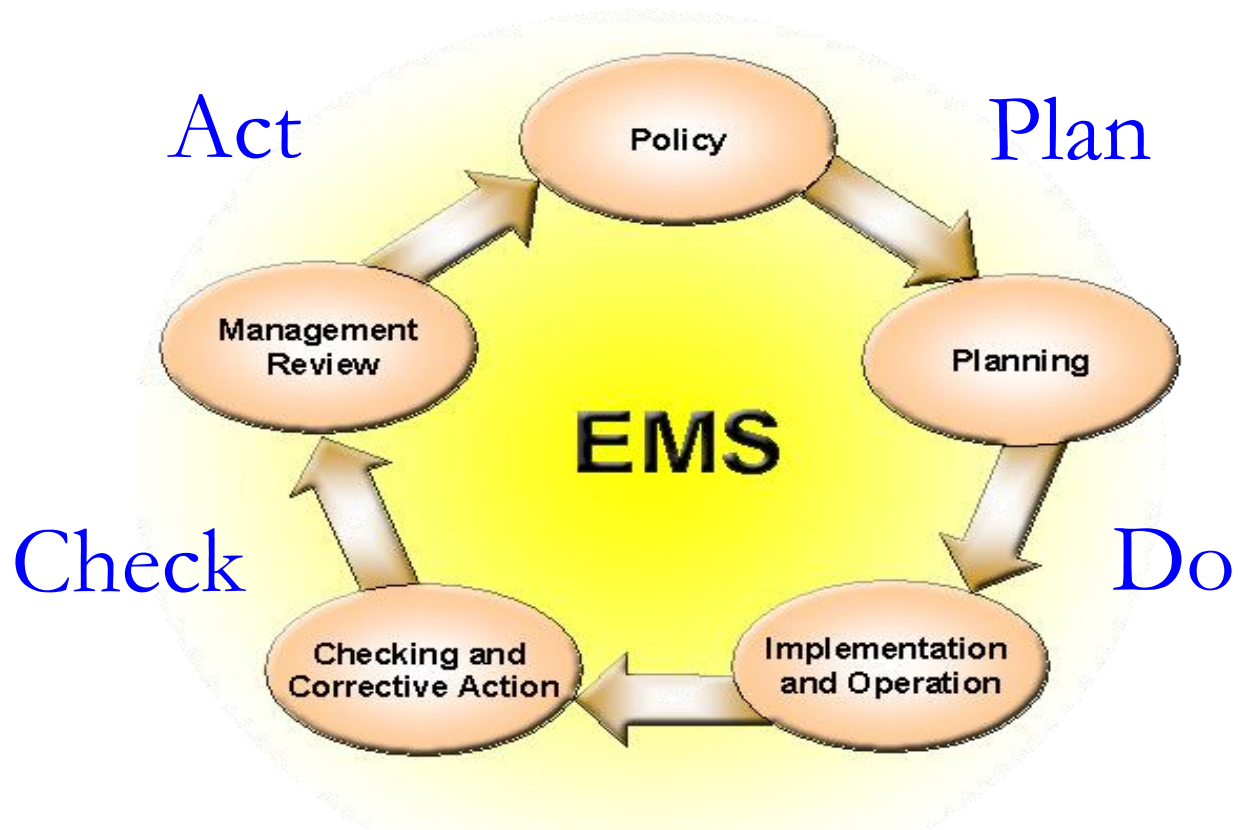 Act
Policy
Plan
Management
Review
Planning
EMS
Check
Do
Checking and
Corrective Action
Implementation
and Operation